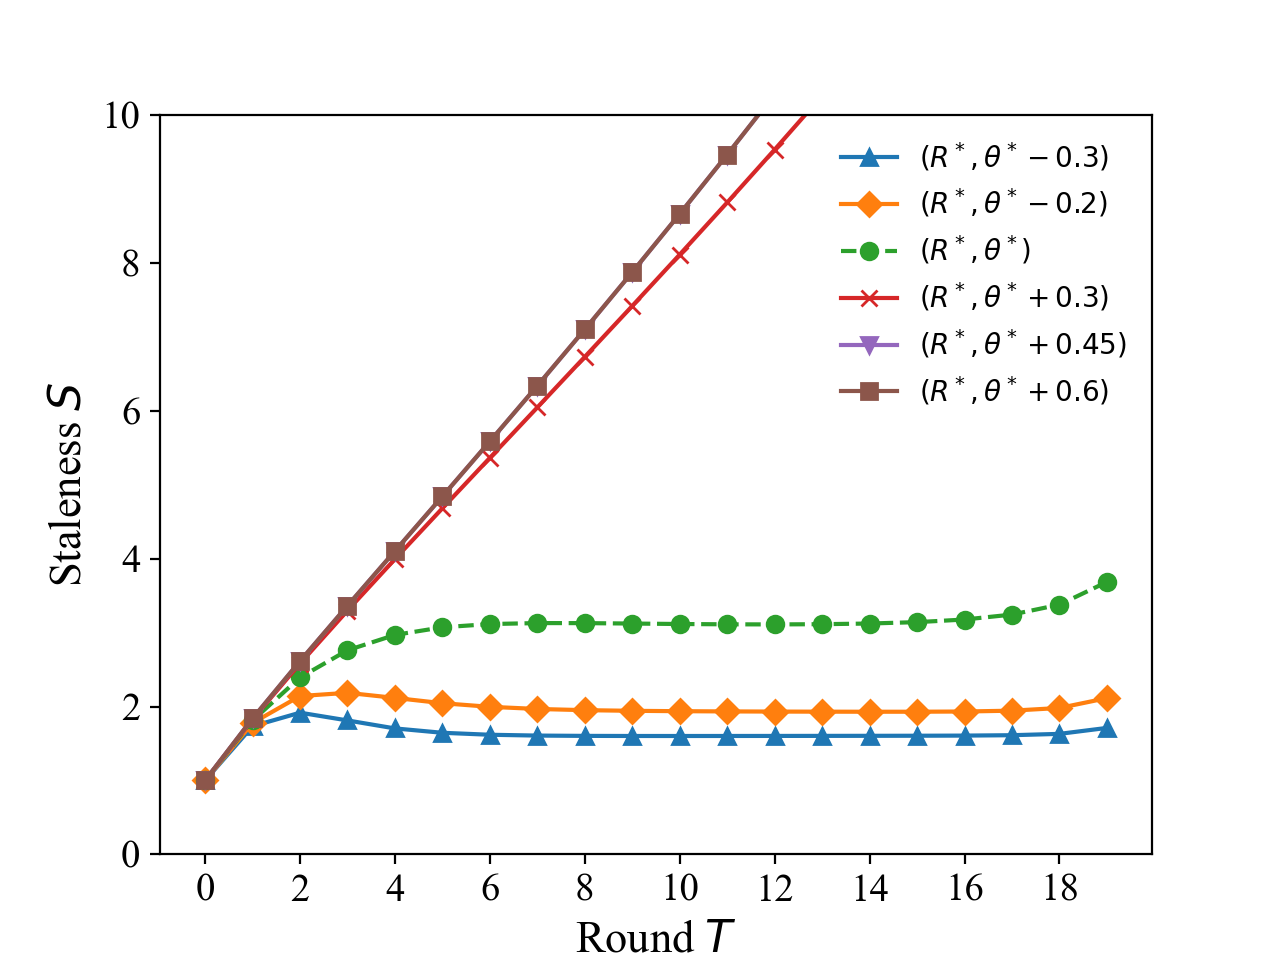 10
8
6
4
2
0
Staleness S
0 2 4 6 8 10 12 14 16 18
Round T
(R*, θ* − 0.3)
(R*, θ* − 0.2)
(R*, θ*)
(R*, θ* + 0.3)
(R*, θ* + 0.45)
(R*, θ* + 0.6)